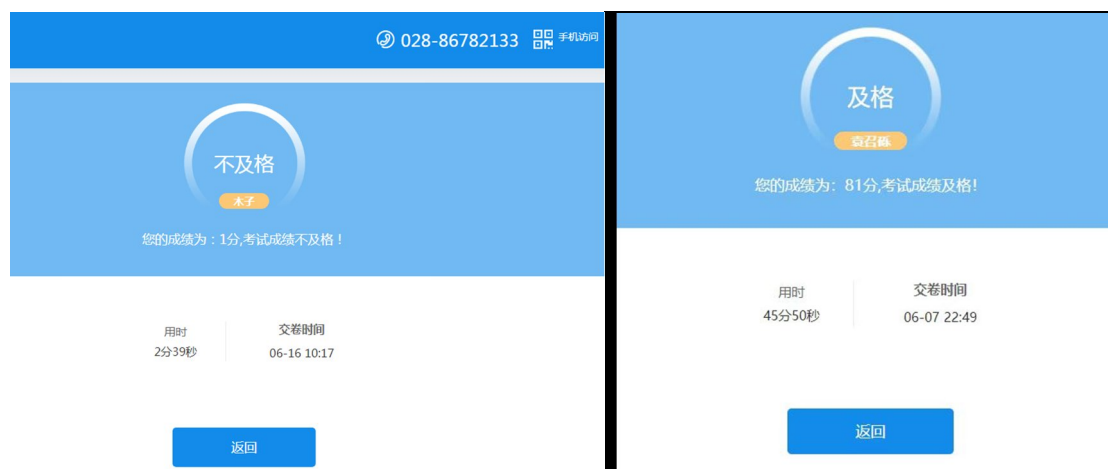 028-86782133 手机访问
不及格
木子
您的成绩为：1分,考试成绩不及格！
用时
2分39秒
交卷时间
06-16 10:17
返回
及格
袁召栎
您的成绩为：81分,考试成绩及格!
用时
45分50秒
交卷时间
06-07 22:49
返回